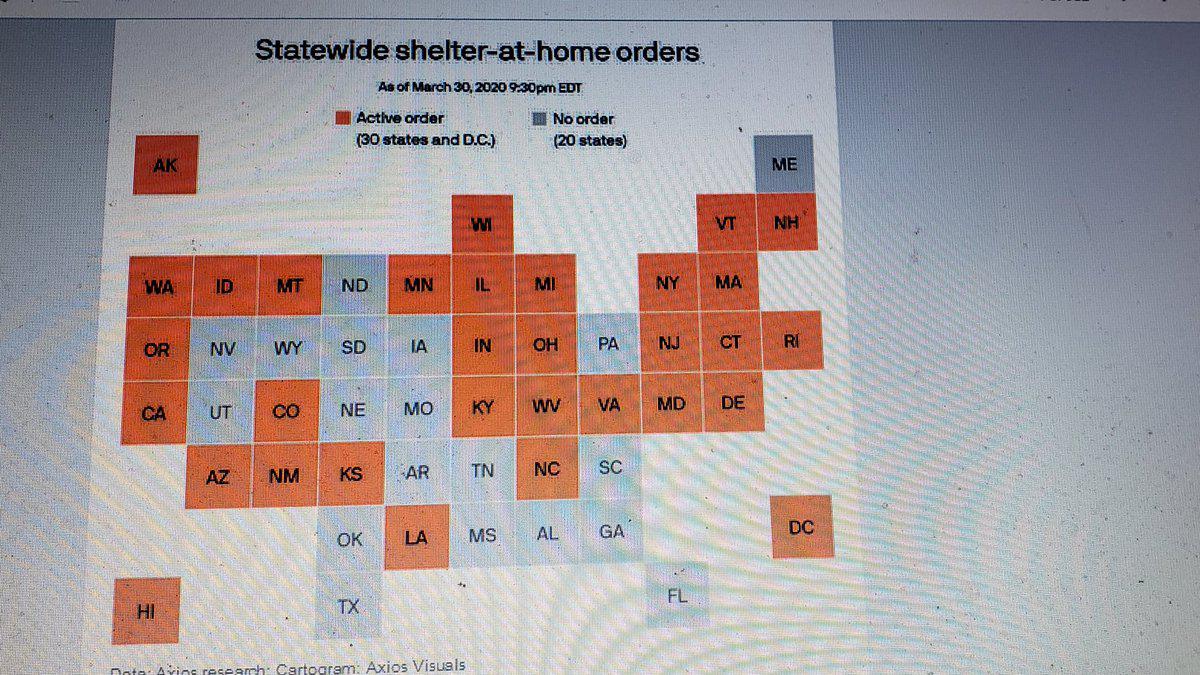 Statewide shelter-at-home orders
As of March 30, 2020 9:30pm EDT
Active order
(30 states and D.C.)
No order
(20 states)
AK
ME
WI
VT
NH
WA
ID
MT
ND
MN
IL
MI
NY
MA
OR
NV
WY
SD
IA
IN
OH
PA
NJ
CT
RI
CA
UT
CO
NE
MO
KY
WV
VA
MD
DE
AZ
NM
KS
AR
TN
NC
SC
OK
LA
MS
AL
GA
DC
HI
TX
FL
Data: Axios research; Cartogram: Axios Visuals